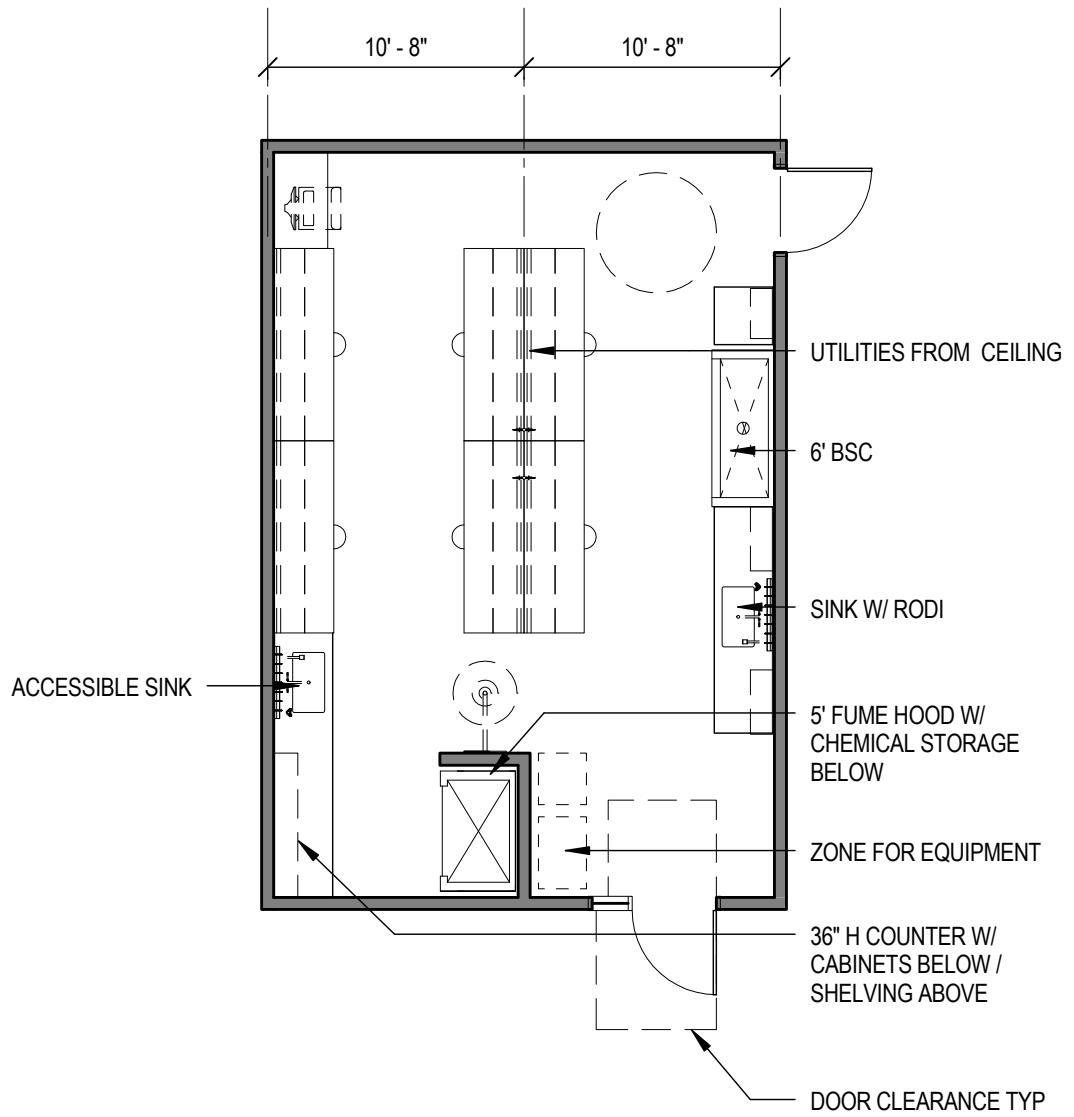 10' - 8" 10' - 8"
UTILITIES FROM CEILING
6' BSC
SINK W/ RODI
ACCESSIBLE SINK
5' FUME HOOD W/
CHEMICAL STORAGE
BELOW
ZONE FOR EQUIPMENT
36" H COUNTER W/
CABINETS BELOW /
SHELVING ABOVE
DOOR CLEARANCE TYP